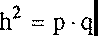 h² = p · q